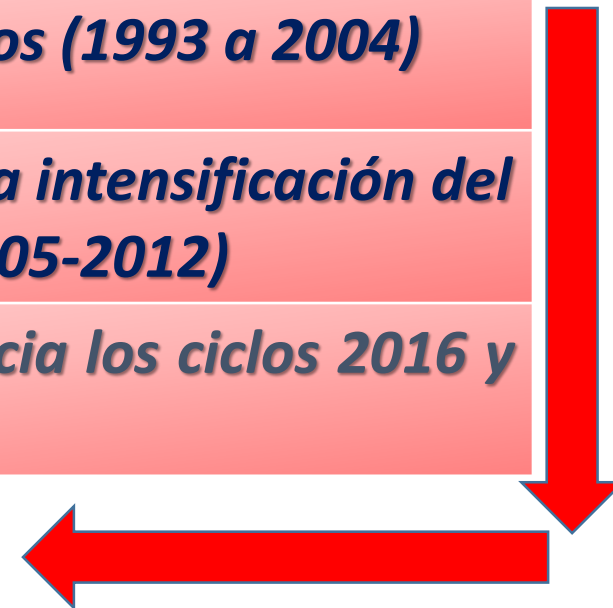 os (1993 a 2004)
a intensificación del
05-2012)
cia los ciclos 2016 y